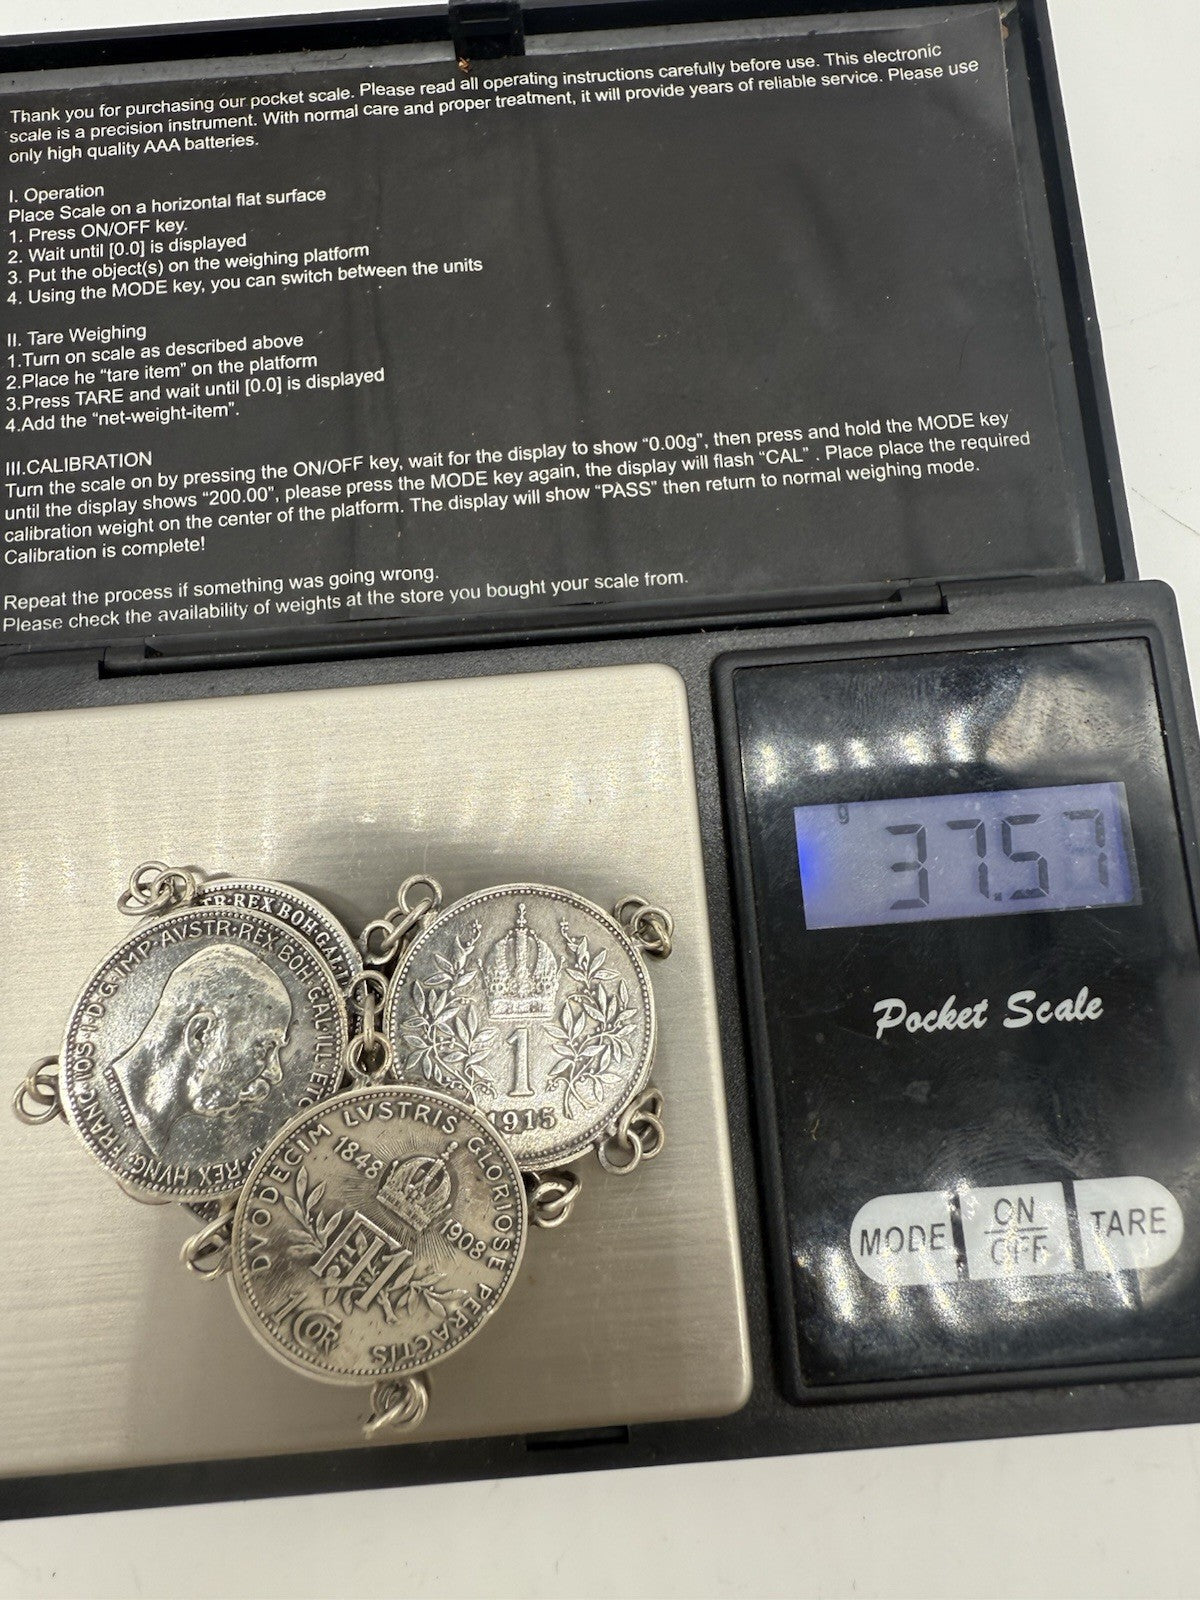 Thank you for purchasing our pocket scale. Please read all operating instructions carefully before use. This electronic
scale is a precision instrument. With normal care and proper treatment, it will provide years of reliable service. Please use
only high quality AAA batteries.
I. Operation
Place Scale on a horizontal flat surface
1. Press ON/OFF key.
2. Wait until [0.0] is displayed
3. Put the object(s) on the weighing platform
4. Using the MODE key, you can switch between the units
II. Tare Weighing
1.Turn on scale as described above
2.Place he “tare item” on the platform
3.Press TARE and wait until [0.0] is displayed
4.Add the “net-weight-item”.
III.CALIBRATION
Turn the scale on by pressing the ON/OFF key, wait for the display to show “0.00g”, then press and hold the MODE key
until the display shows “200.00”, please press the MODE key again, the display will flash “CAL” . Place place the required
calibration weight on the center of the platform. The display will show “PASS” then return to normal weighing mode.
Calibration is complete!
Repeat the process if something was going wrong.
Please check the availability of weights at the store you bought your scale from.
g 37.57
Pocket Scale
MODE ON OFF TARE
TR·REX BOH·GAL·I
FRANC·IOS·I·D·G·IMP·AVSTR·REX BOH·GAL·ILL·ETC
P·REX HVNG·
1
1915
DVODECIM LVSTRIS GLORIOSE PERACTIS
1848
1908
FJI
1 COR